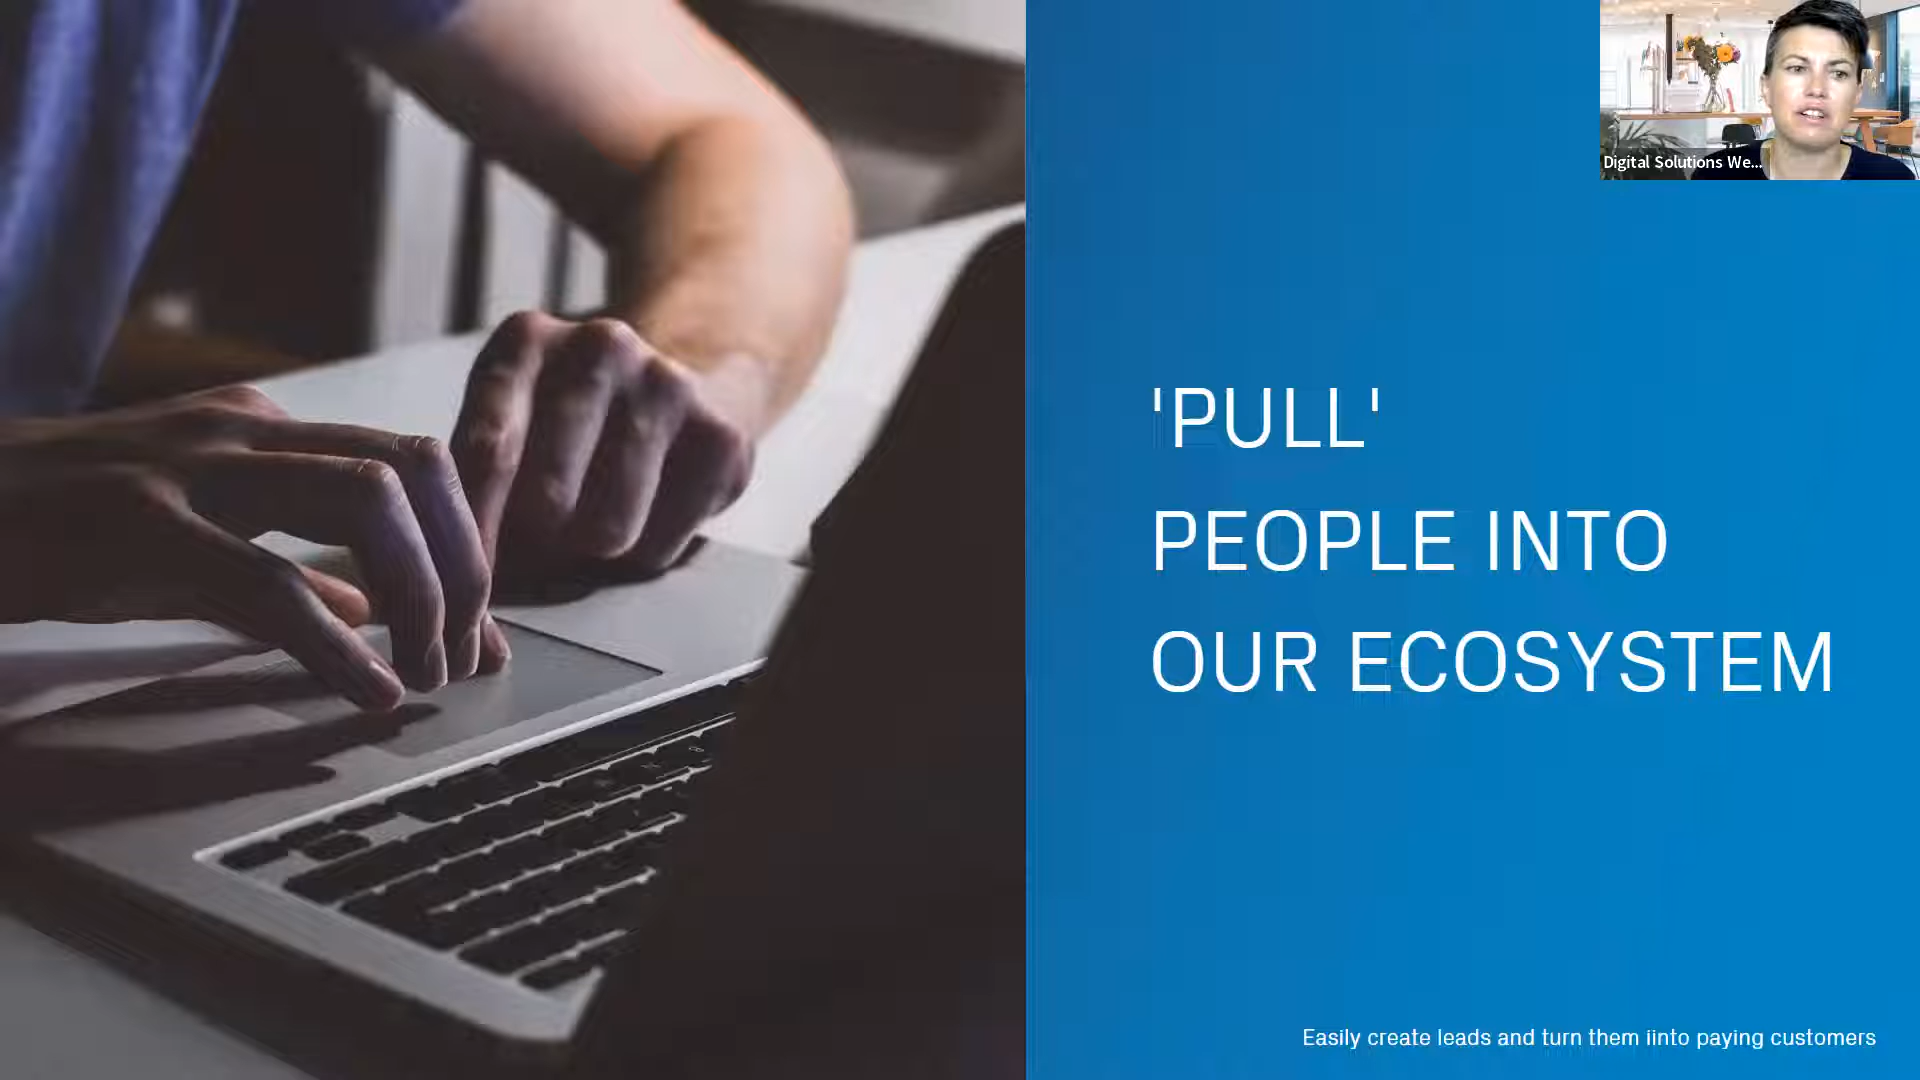 Digital Solutions We...
'PULL'
PEOPLE INTO
OUR ECOSYSTEM
Easily create leads and turn them iinto paying customers